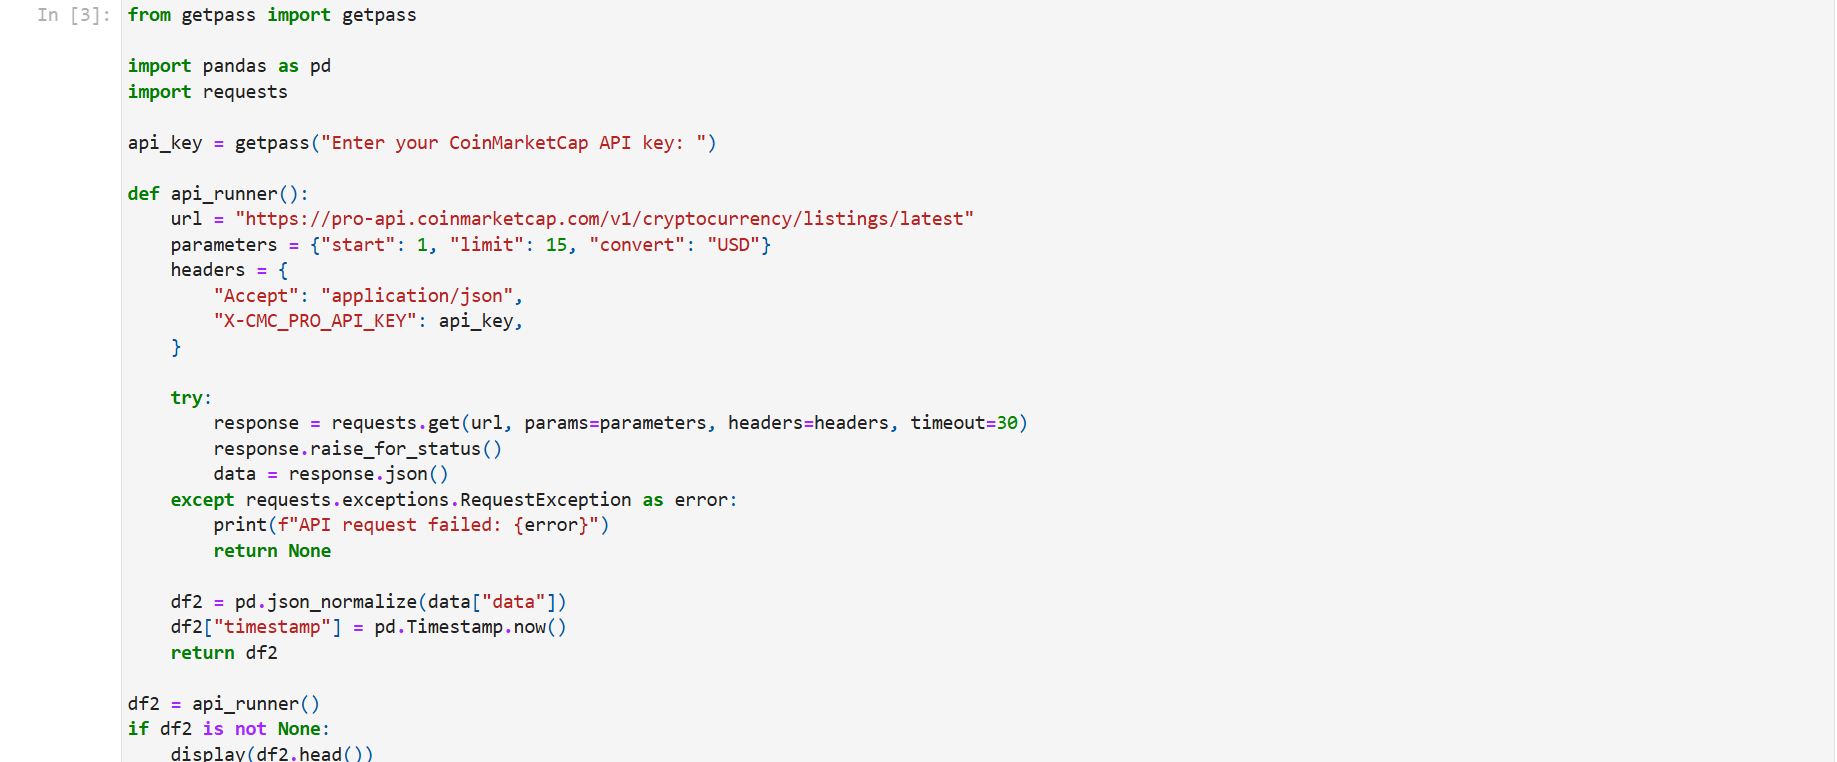 In [3]:
from getpass import getpass
import pandas as pd
import requests
api_key = getpass("Enter your CoinMarketCap API key: ")
def api_runner():
    url = "https://pro-api.coinmarketcap.com/v1/cryptocurrency/listings/latest"
    parameters = {"start": 1, "limit": 15, "convert": "USD"}
    headers = {
        "Accept": "application/json",
        "X-CMC_PRO_API_KEY": api_key,
    }
    try:
        response = requests.get(url, params=parameters, headers=headers, timeout=30)
        response.raise_for_status()
        data = response.json()
    except requests.exceptions.RequestException as error:
        print(f"API request failed: {error}")
        return None
    df2 = pd.json_normalize(data["data"])
    df2["timestamp"] = pd.Timestamp.now()
    return df2
df2 = api_runner()
if df2 is not None:
    display(df2.head())